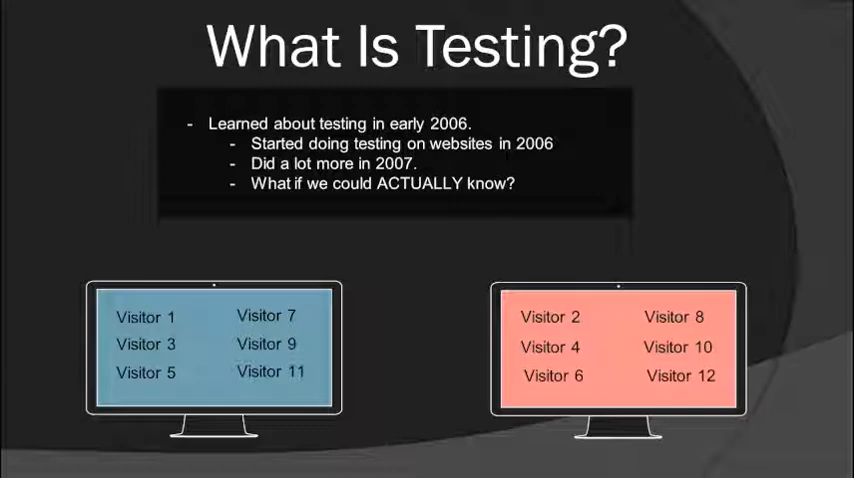 What Is Testing?
- Learned about testing in early 2006.
- Started doing testing on websites in 2006
- Did a lot more in 2007.
- What if we could ACTUALLY know?
Visitor 1 Visitor 7
Visitor 3 Visitor 9
Visitor 5 Visitor 11
Visitor 2 Visitor 8
Visitor 4 Visitor 10
Visitor 6 Visitor 12